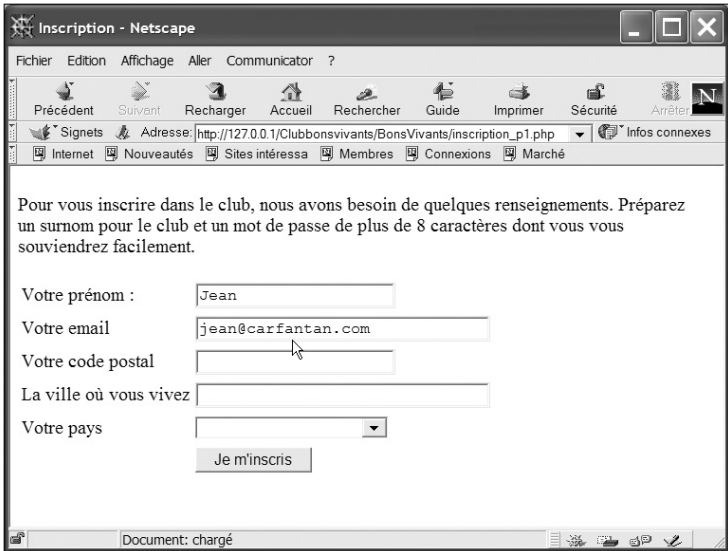 Inscription - Netscape
Fichier Edition Affichage Aller Communicator ?
Précédent Suivant Recharger Accueil Rechercher Guide Imprimer Sécurité Arrêter N
Signets Adresse: http://127.0.0.1/Clubbonsvivants/BonsVivants/inscription_p1.php Infos connexes
Internet Nouveautés Sites intéressa Membres Connexions Marché
Pour vous inscrire dans le club, nous avons besoin de quelques renseignements. Préparez
un surnom pour le club et un mot de passe de plus de 8 caractères dont vous vous
souviendrez facilement.
Votre prénom : Jean
Votre email jean@carfantan.com
Votre code postal
La ville où vous vivez
Votre pays
Je m'inscris
Document: chargé